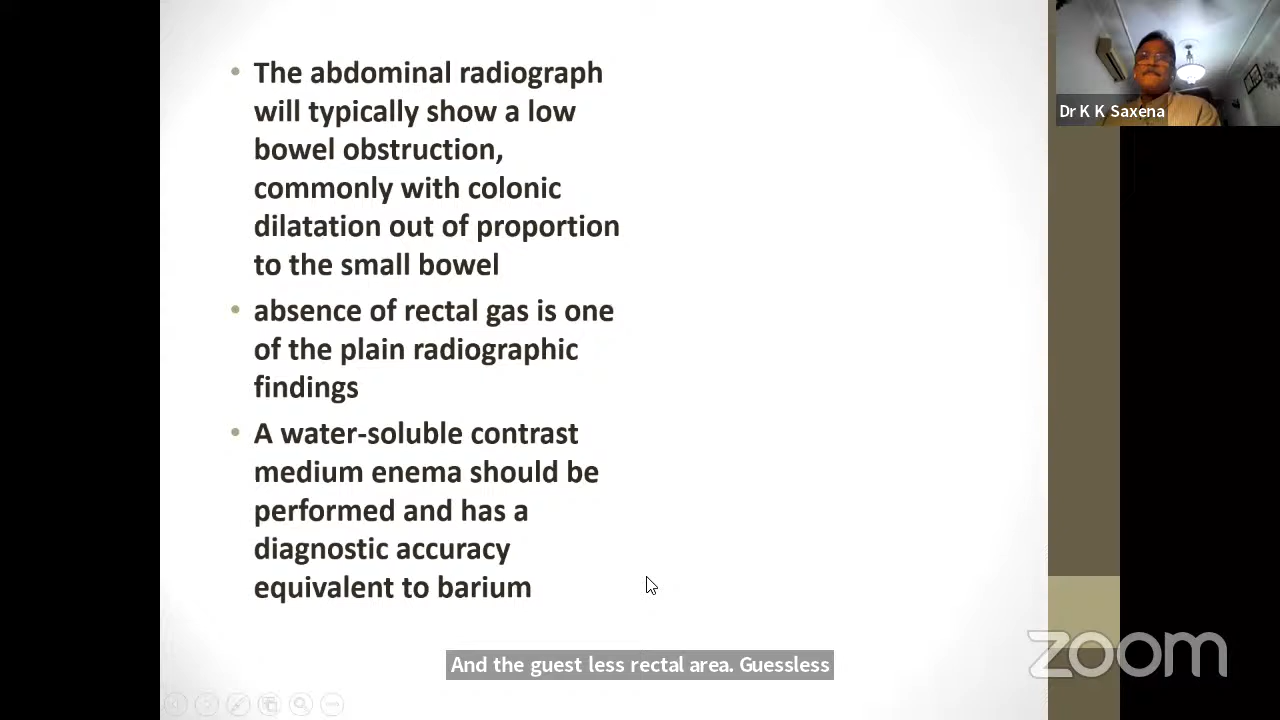 • The abdominal radiograph
will typically show a low
bowel obstruction,
commonly with colonic
dilatation out of proportion
to the small bowel
• absence of rectal gas is one
of the plain radiographic
findings
• A water-soluble contrast
medium enema should be
performed and has a
diagnostic accuracy
equivalent to barium
Dr K K Saxena
And the guest less rectal area. Guessless
zoom